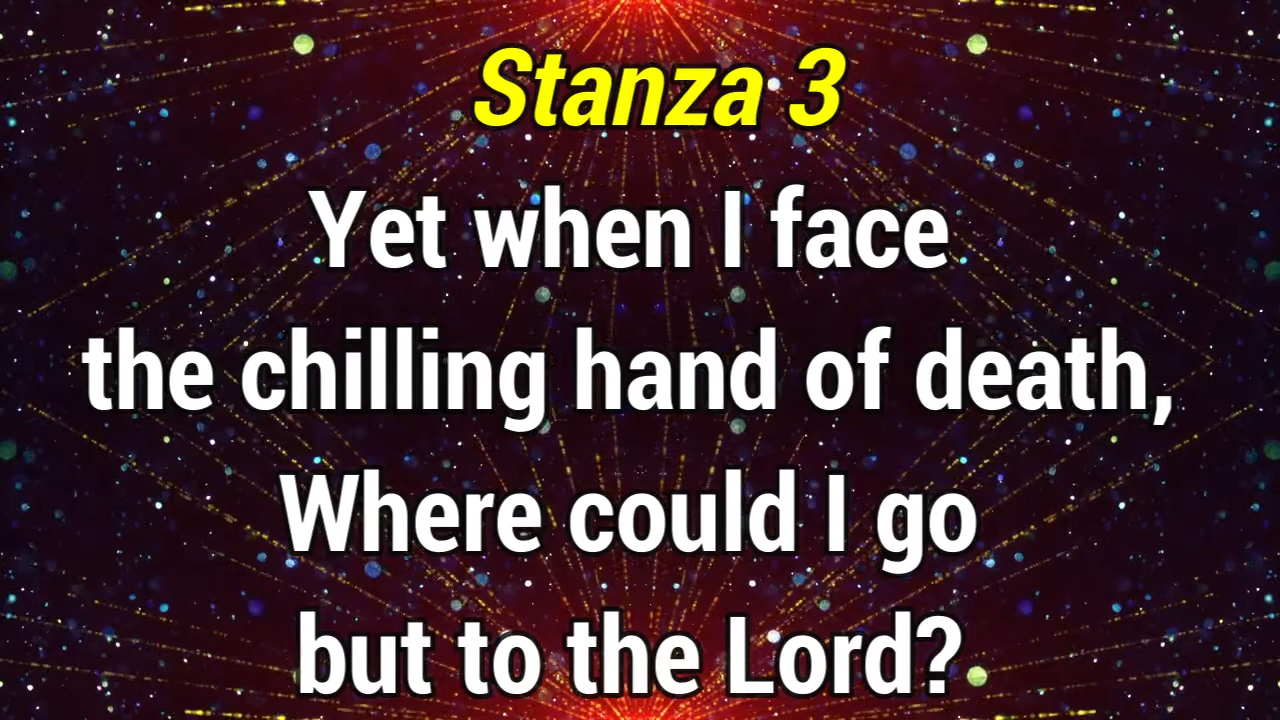 Stanza 3
Yet when I face
the chilling hand of death,
Where could I go
but to the Lord?